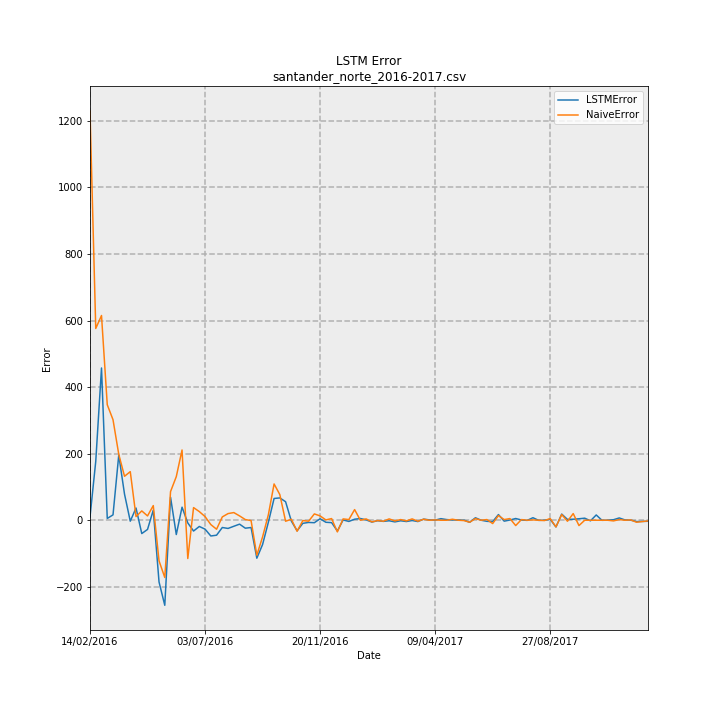 LSTM Error
santander_norte_2016-2017.csv
LSTMError
NaiveError
1200
1000
800
600
400
200
0
−200
Error
14/02/2016
03/07/2016
20/11/2016
09/04/2017
27/08/2017
Date